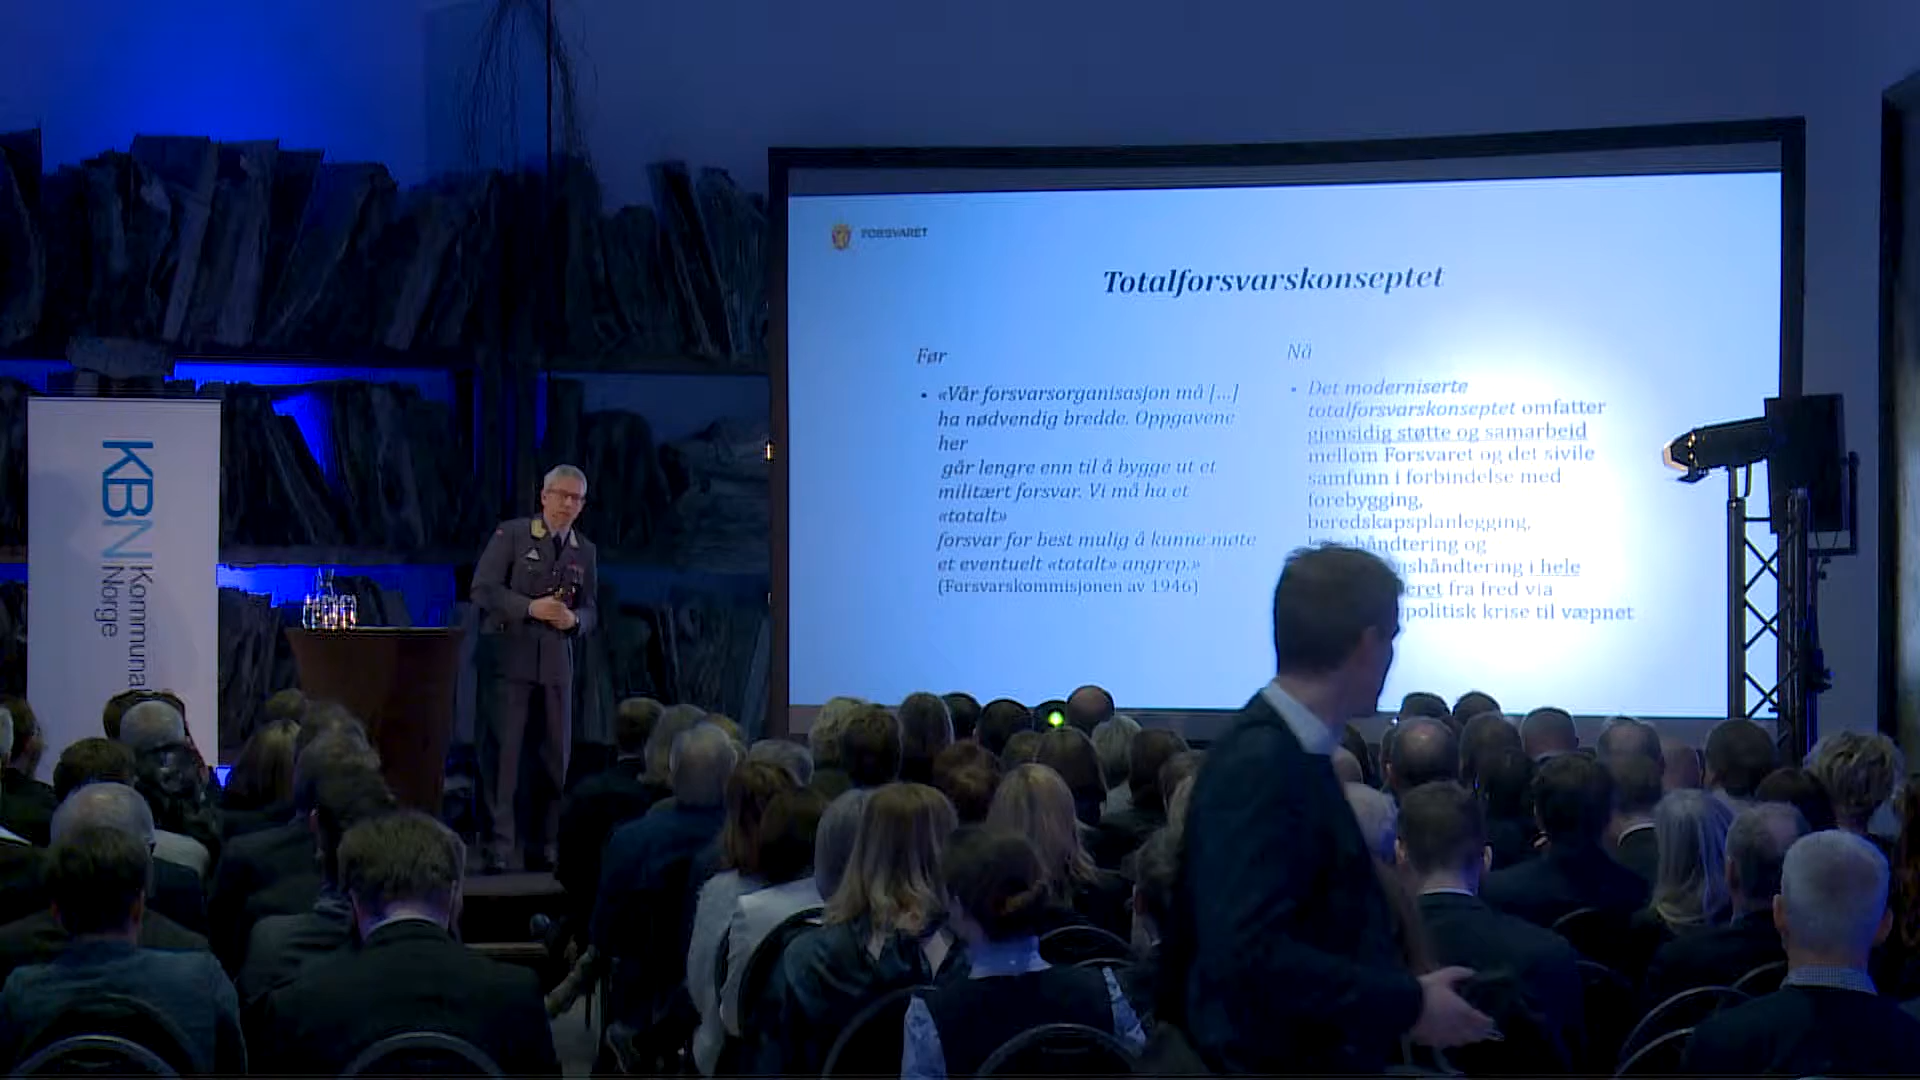 FORSVARET
Totalforsvarskonseptet
Før
• «Vår forsvarsorganisasjon må [...]
ha nødvendig bredde. Oppgavene
her
går lengre enn til å bygge ut et
militært forsvar. Vi må ha et
«totalt»
forsvar for best mulig å kunne møte
et eventuelt «totalt» angrep.»
(Forsvarskommisjonen av 1946)
Nå
• Det moderniserte
totalforsvarskonseptet omfatter
gjensidig støtte og samarbeid
mellom Forsvaret og det sivile
samfunn i forbindelse med
forebygging,
beredskapsplanlegging,
og
i hele
fra fred via
politisk krise til væpnet
KBN Kommuna
Norge